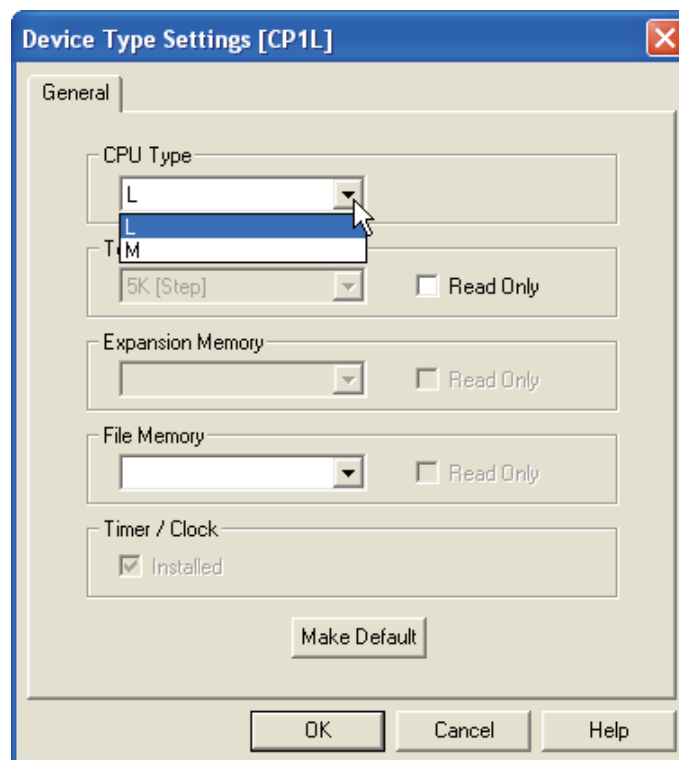 Device Type Settings [CP1L]
General
CPU Type
L
L
M
5K [Step]
Read Only
Expansion Memory
Read Only
File Memory
Read Only
Timer / Clock
Installed
Make Default
OK Cancel Help